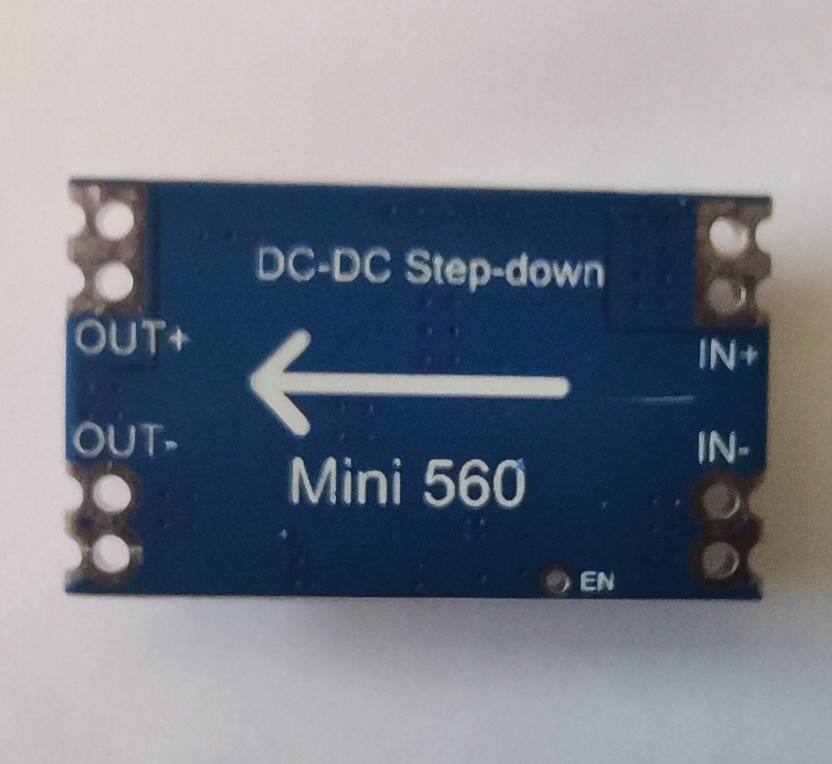 DC-DC Step-down
OUT+
IN+
OUT-
IN-
Mini 560
EN